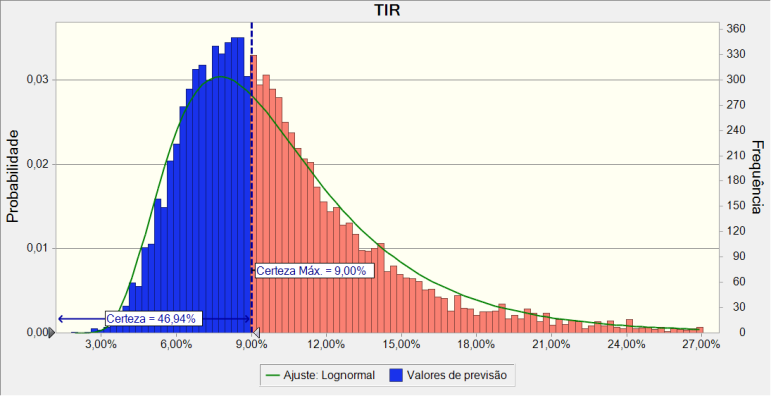 TIR
Probabilidade
0,03
0,02
0,01
0,00
360
330
300
270
240
210
180
150
120
90
60
30
0
Frequência
Certeza Máx. = 9,00%
Certeza = 46,94%
3,00% 6,00% 9,00% 12,00% 15,00% 18,00% 21,00% 24,00% 27,00%
Ajuste: Lognormal Valores de previsão